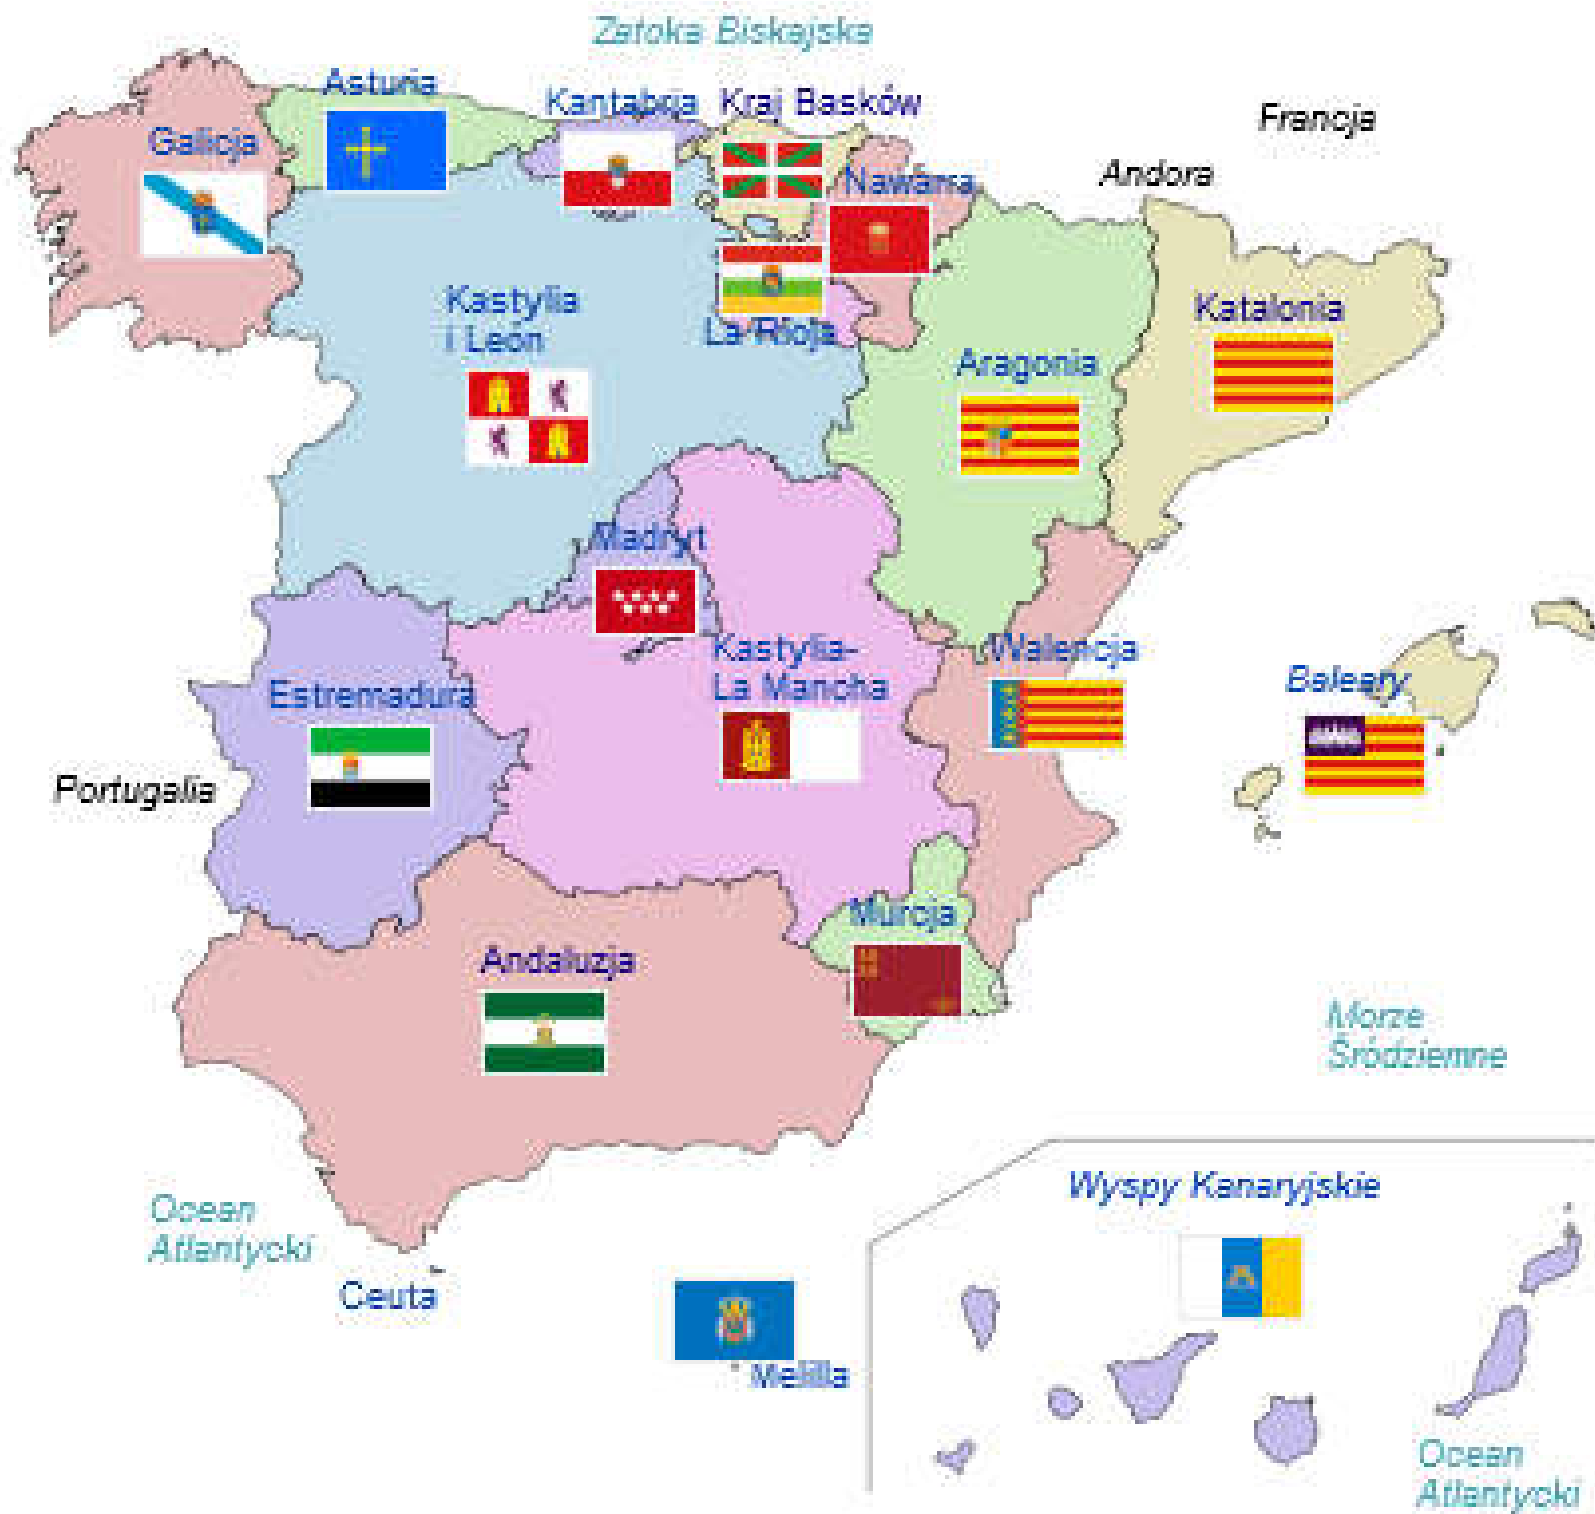 Zatoka Biskajska
Asturia
Kantabria
Kraj Basków
Francja
Galicja
Andora
Nawarra
Kastylia
i León
La Rioja
Katalonia
Aragonia
Madryt
Kastylia-
La Mancha
Walencja
Estremadura
Baleary
Portugalia
Murcja
Andaluzja
Morze
Śródziemne
Ocean
Atlantycki
Wyspy Kanaryjskie
Ceuta
Melilla
Ocean
Atlantycki